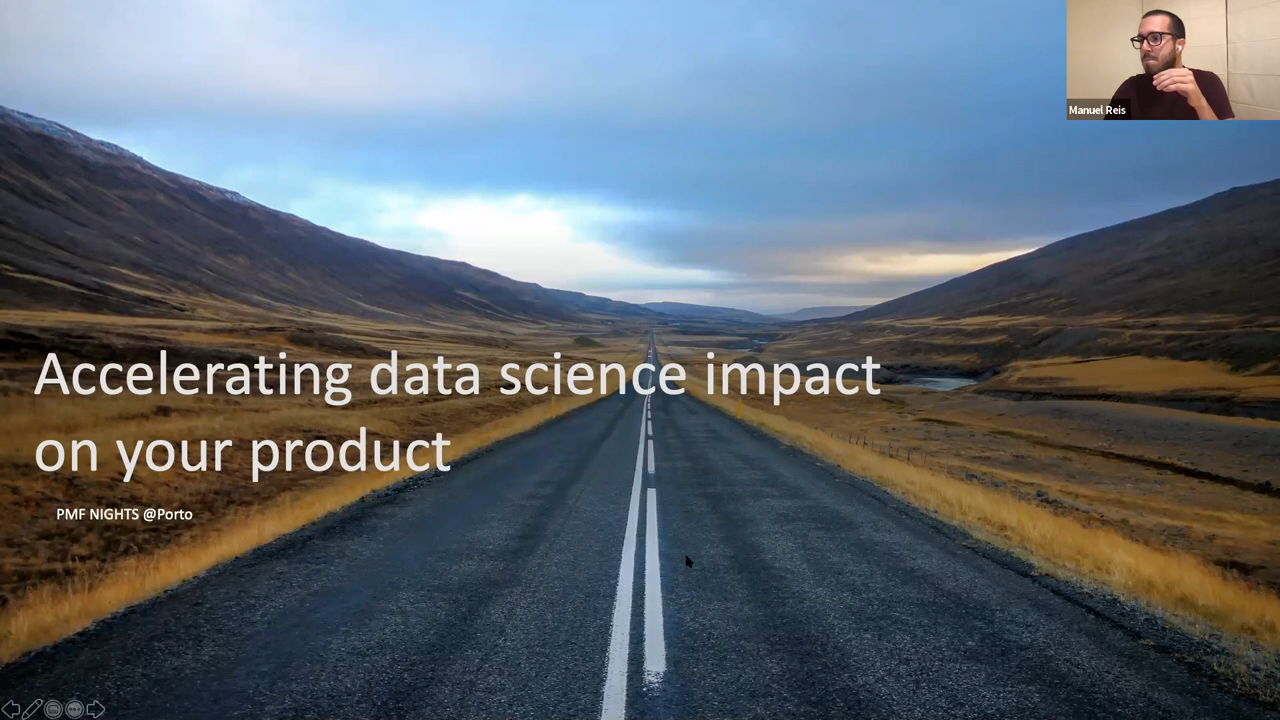 Manuel Reis
Accelerating data science impact
on your product
PMF NIGHTS @Porto